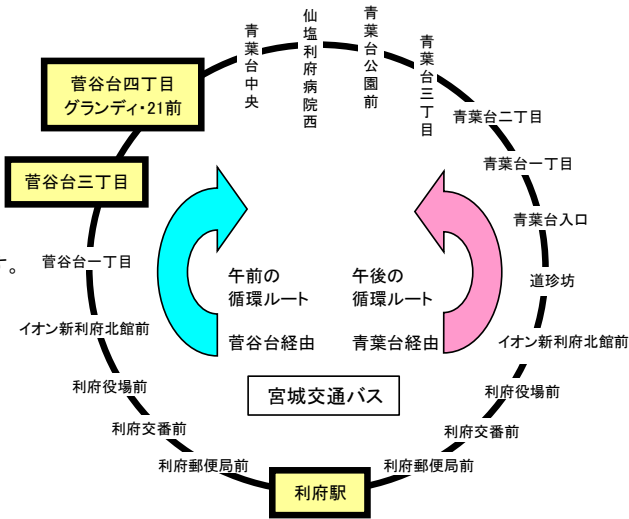 青葉台中央
仙塩利府病院西
青葉台公園前
青葉台三丁目
菅谷台四丁目
グランディ・21前
青葉台二丁目
菅谷台三丁目
青葉台一丁目
青葉台入口
す。
菅谷台一丁目
道珍坊
午前の
循環ルート
菅谷台経由
午後の
循環ルート
青葉台経由
イオン新利府北館前
イオン新利府北館前
宮城交通バス
利府役場前
利府役場前
利府交番前
利府交番前
利府郵便局前
利府郵便局前
利府駅